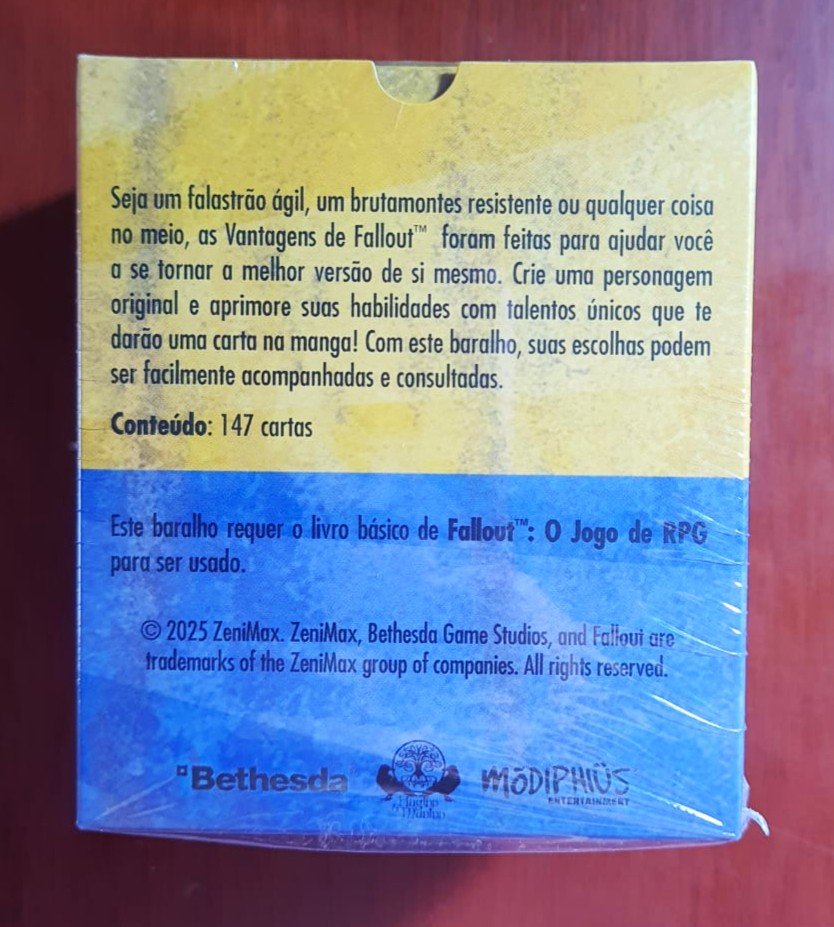 Seja um falastrão ágil, um brutamontes resistente ou qualquer coisa
no meio, as Vantagens de Fallout™ foram feitas para ajudar você
a se tornar a melhor versão de si mesmo. Crie uma personagem
original e aprimore suas habilidades com talentos únicos que te
darão uma carta na manga! Com este baralho, suas escolhas podem
ser facilmente acompanhadas e consultadas.
Conteúdo: 147 cartas
Este baralho requer o livro básico de Fallout™: O Jogo de RPG
para ser usado.
© 2025 ZeniMax. ZeniMax, Bethesda Game Studios, and Fallout are
trademarks of the ZeniMax group of companies. All rights reserved.
Bethesda
MŌDIPHIÜS
ENTERTAINMENT